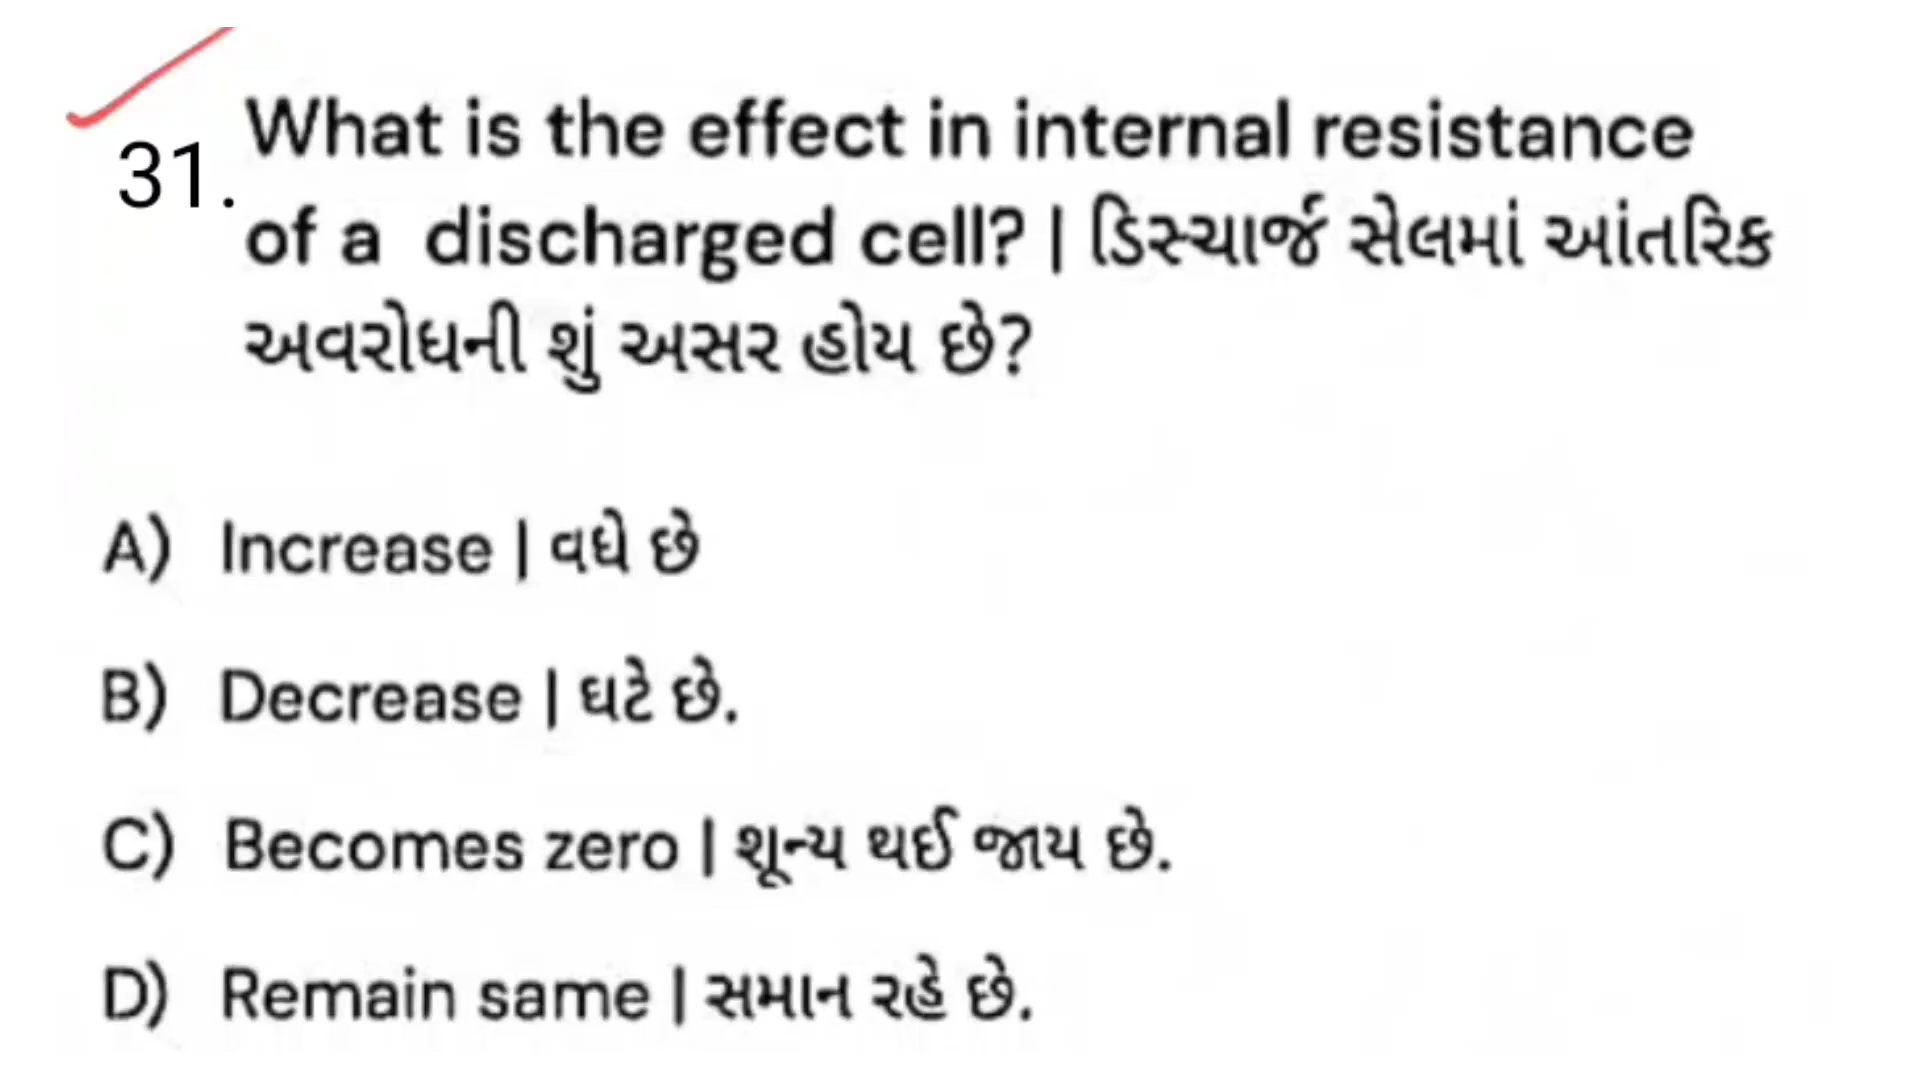 31. What is the effect in internal resistance
of a discharged cell? | ડિસ્ચાર્જ સેલમાં આંતરિક
અવરોધની શું અસર હોય છે?
A) Increase | વધે છે
B) Decrease | ઘટે છે.
C) Becomes zero | શૂન્ય થઈ જાય છે.
D) Remain same | સમાન રહે છે.